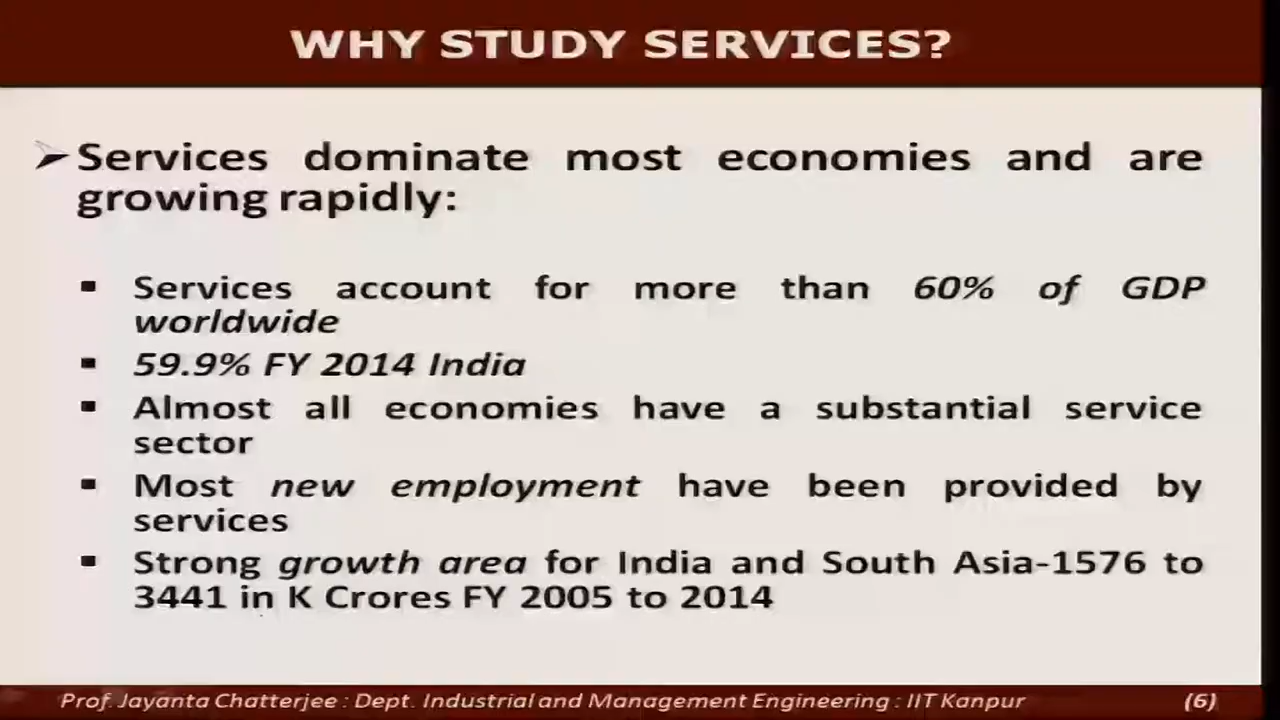 WHY STUDY SERVICES?
➢ Services dominate most economies and are
growing rapidly:
▪ Services account for more than 60% of GDP
worldwide
▪ 59.9% FY 2014 India
▪ Almost all economies have a substantial service
sector
▪ Most new employment have been provided by
services
▪ Strong growth area for India and South Asia-1576 to
3441 in K Crores FY 2005 to 2014
Prof. Jayanta Chatterjee : Dept. Industrial and Management Engineering : IIT Kanpur (6)